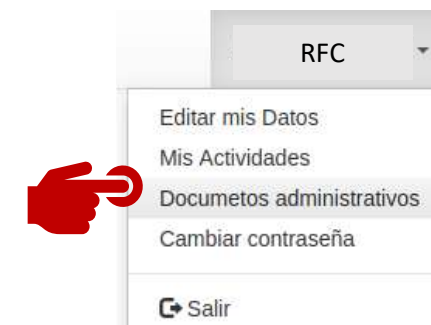 RFC
Editar mis Datos
Mis Actividades
Documetos administrativos
Cambiar contraseña
Salir